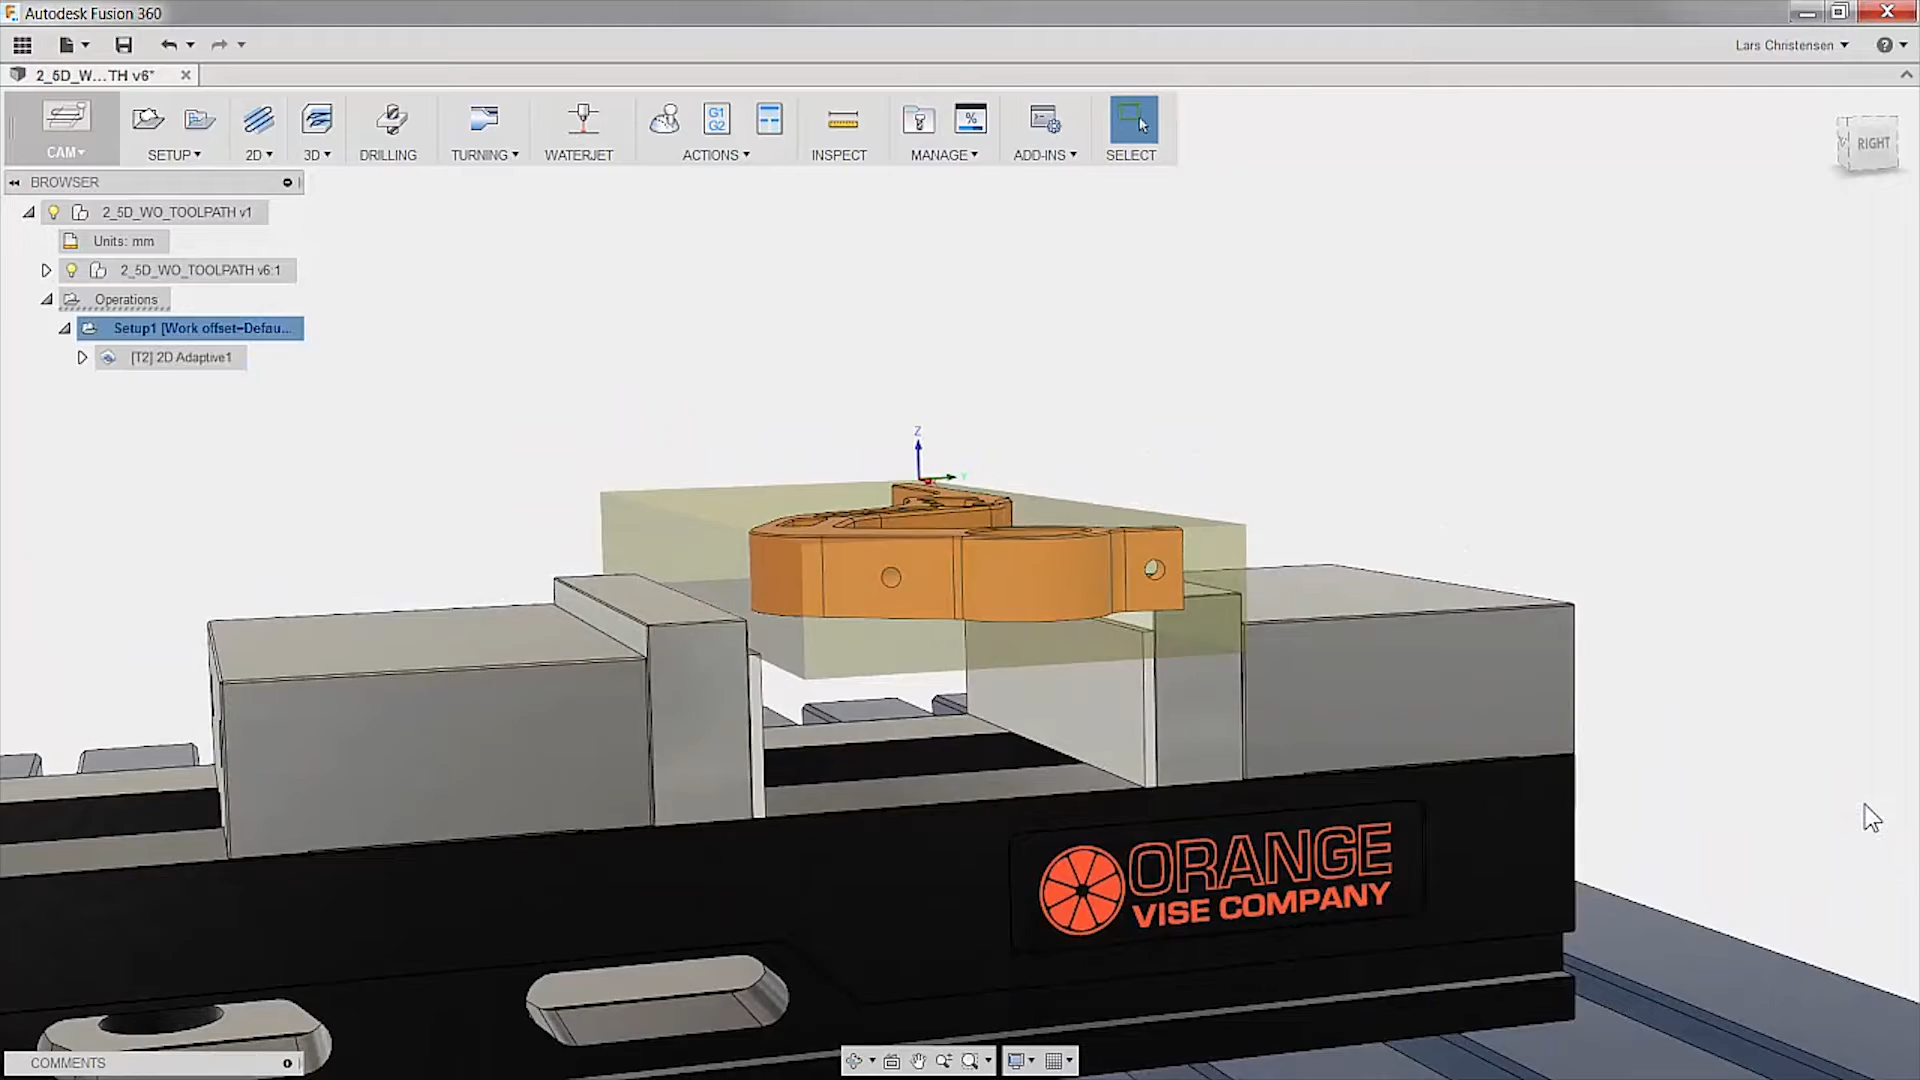 Autodesk Fusion 360
Lars Christensen
2_5D_W...TH v6*
CAM
SETUP
2D
3D
DRILLING
TURNING
WATERJET
G1
G2
ACTIONS
INSPECT
%
MANAGE
ADD-INS
SELECT
RIGHT
BROWSER
2_5D_WO_TOOLPATH v1
Units: mm
2_5D_WO_TOOLPATH v6:1
Operations
Setup1 [Work offset=Defau...
[T2] 2D Adaptive1
Z
Y
ORANGE
VISE COMPANY
COMMENTS